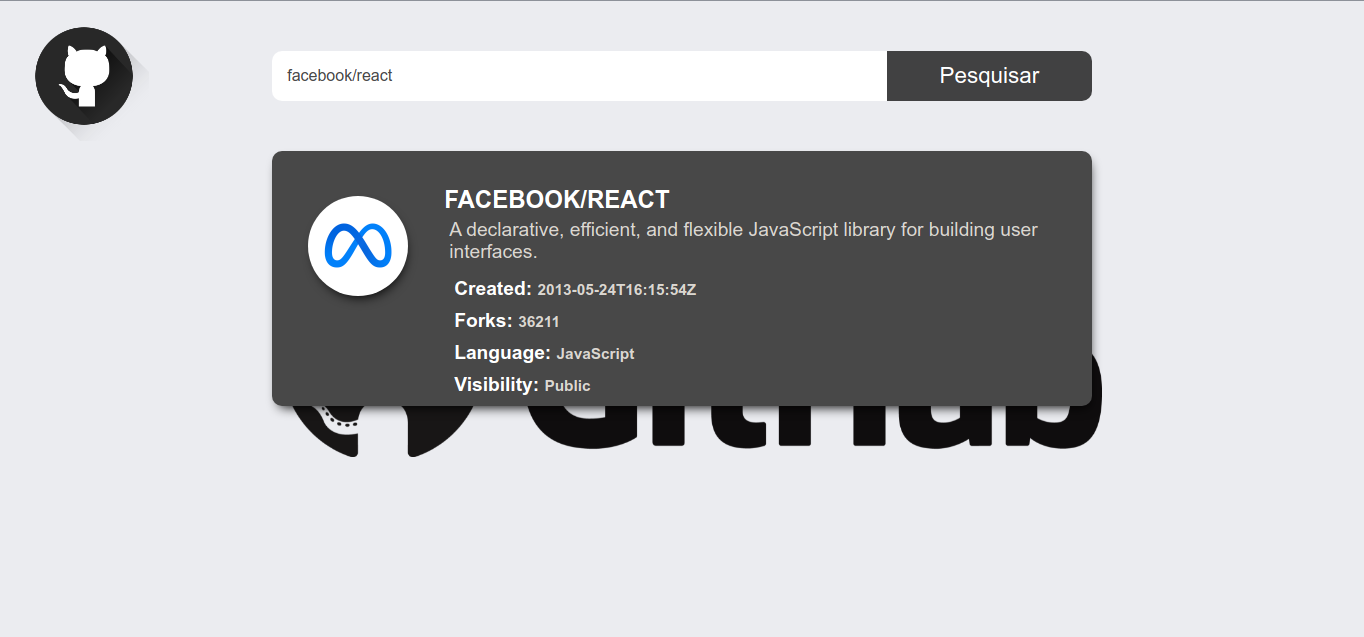 facebook/react
Pesquisar
FACEBOOK/REACT
A declarative, efficient, and flexible JavaScript library for building user
interfaces.
Created: 2013-05-24T16:15:54Z
Forks: 36211
Language: JavaScript
Visibility: Public
GitHub